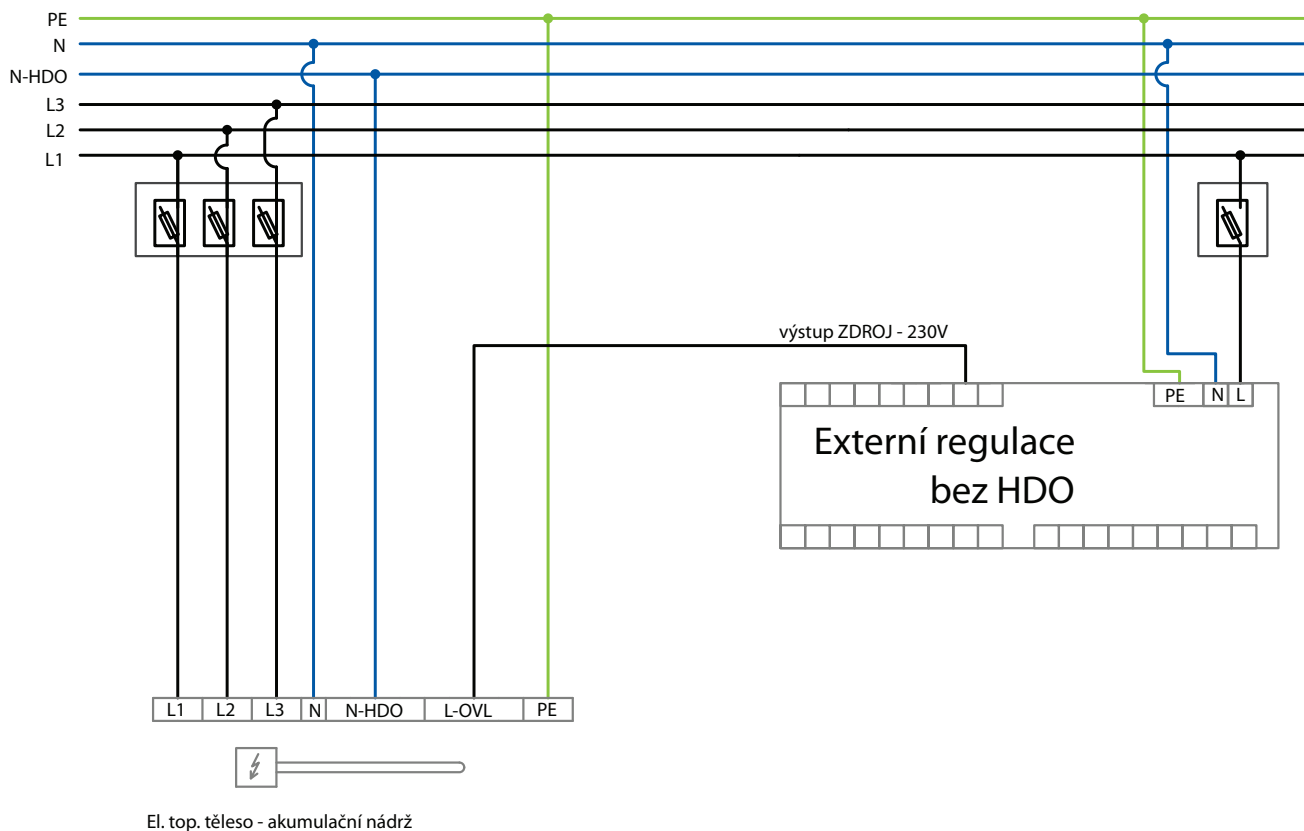 PE
N
N-HDO
L3
L2
L1
výstup ZDROJ - 230V
PE N L
Externí regulace
bez HDO
L1 L2 L3 N N-HDO L-OVL PE
El. top. těleso - akumulační nádrž